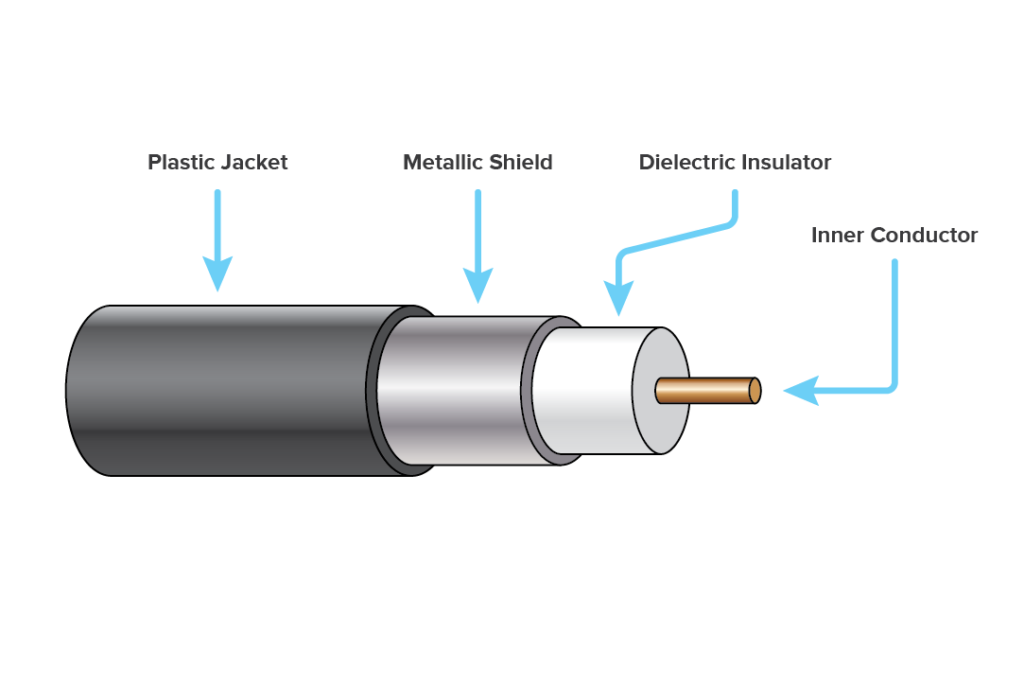 Plastic Jacket
Metallic Shield
Dielectric Insulator
Inner Conductor